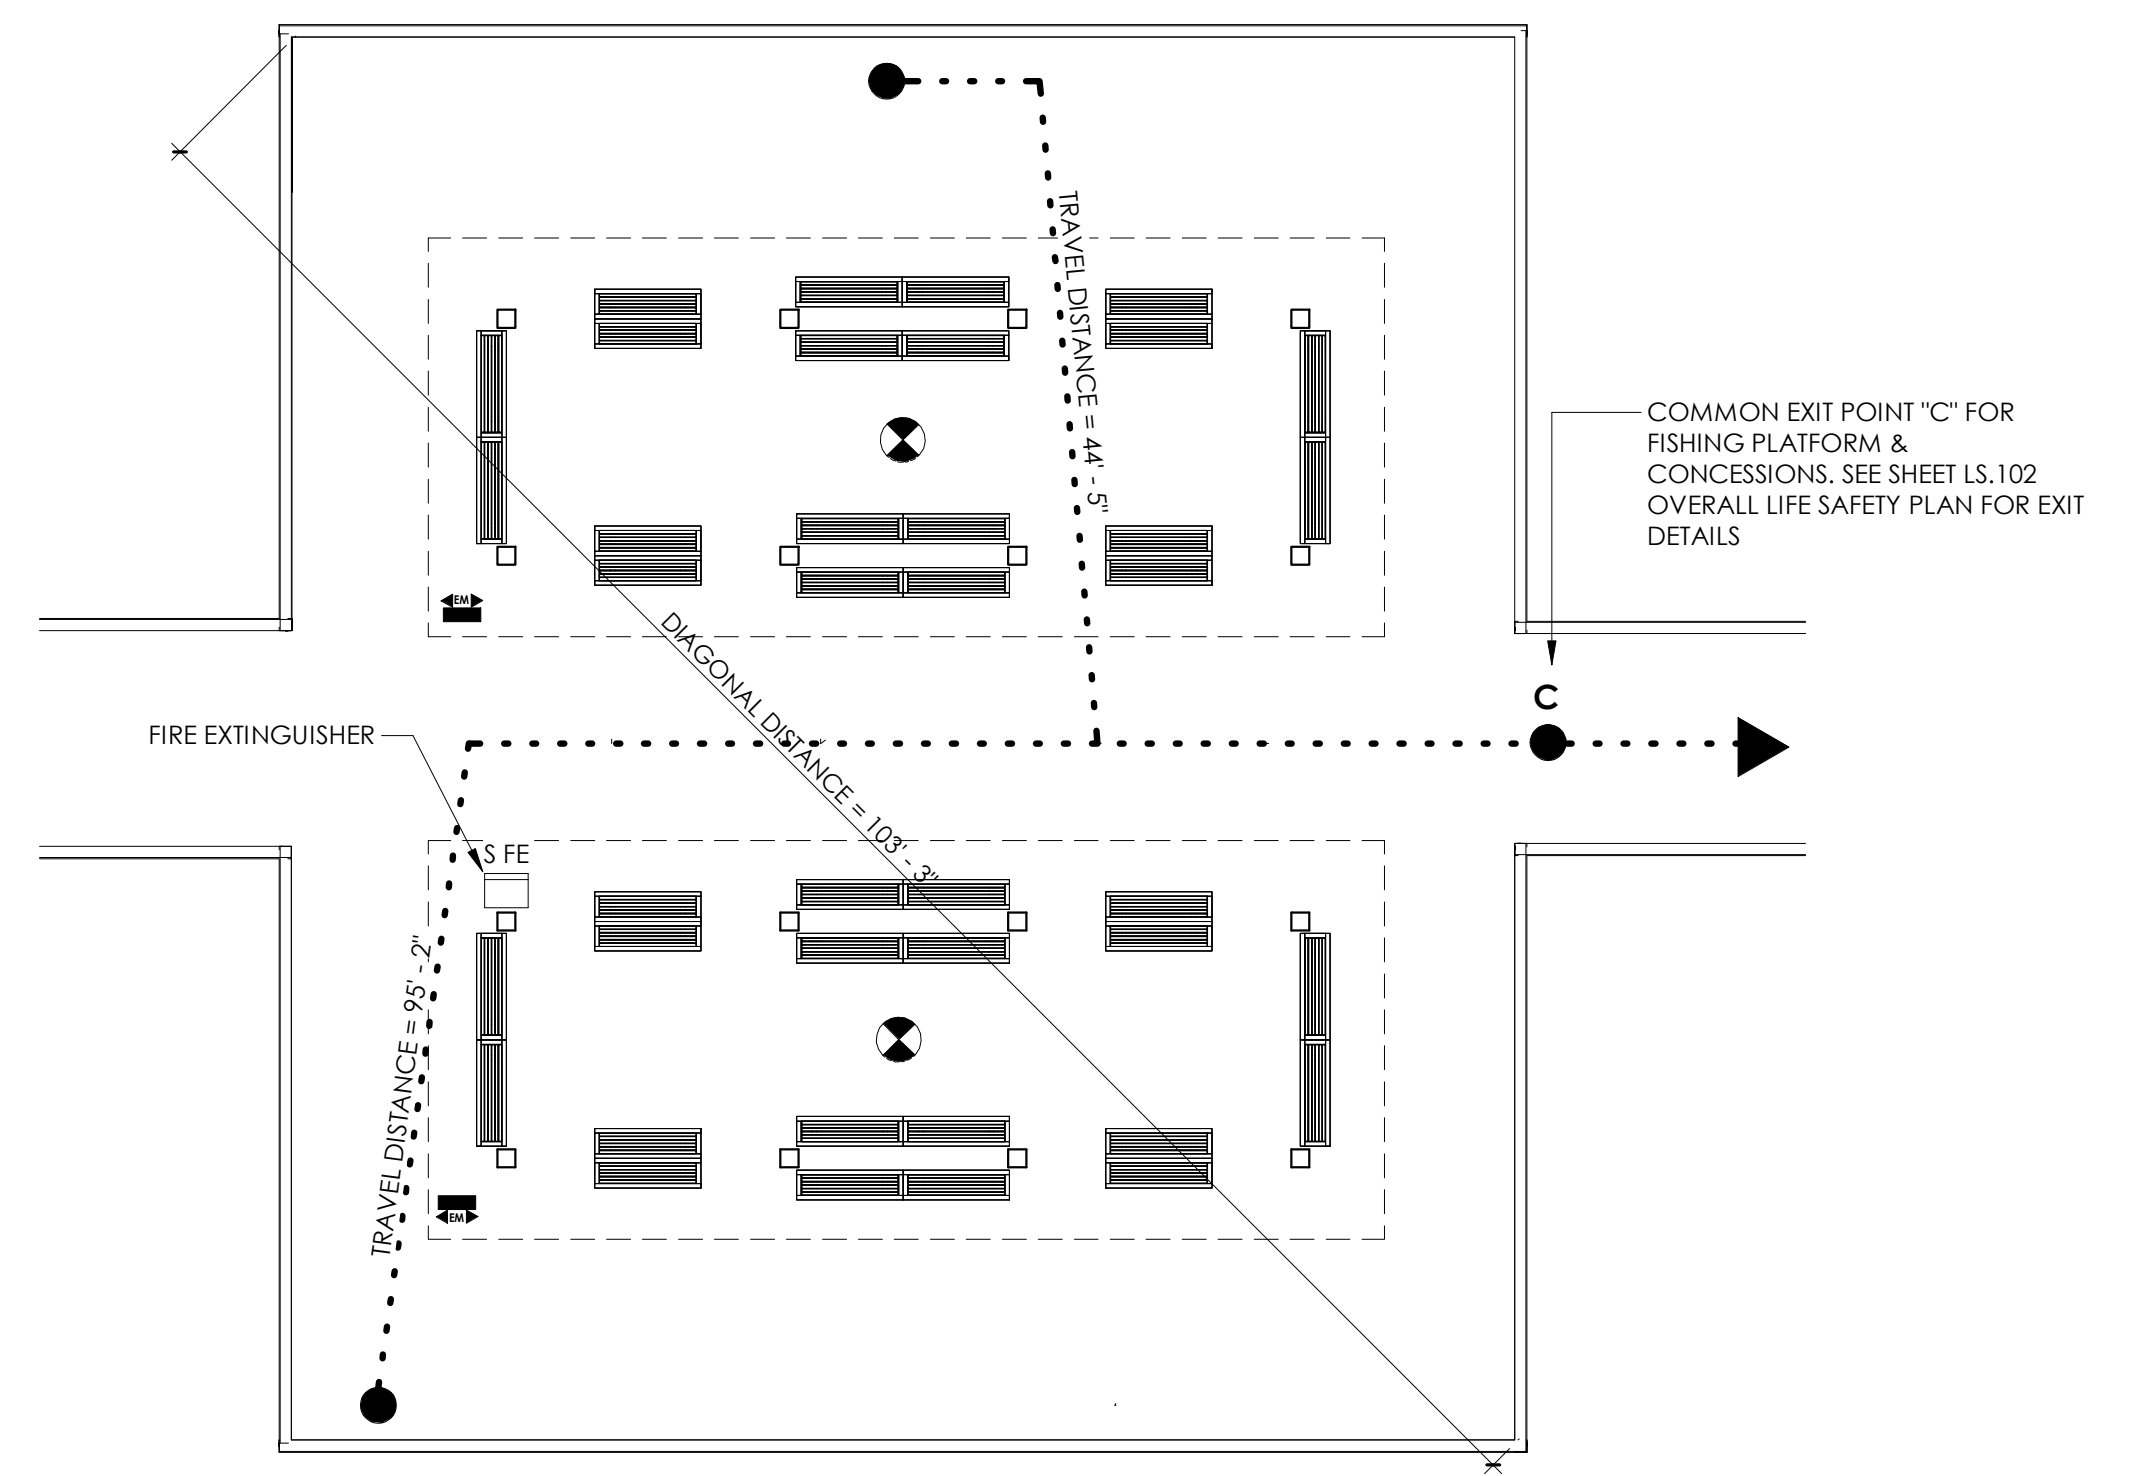 TRAVEL DISTANCE = 44' - 5"
COMMON EXIT POINT "C" FOR
FISHING PLATFORM &
CONCESSIONS. SEE SHEET LS.102
OVERALL LIFE SAFETY PLAN FOR EXIT
DETAILS
EM
DIAGONAL DISTANCE = 103' - 3"
C
FIRE EXTINGUISHER
S FE
TRAVEL DISTANCE = 95' - 2"
EM